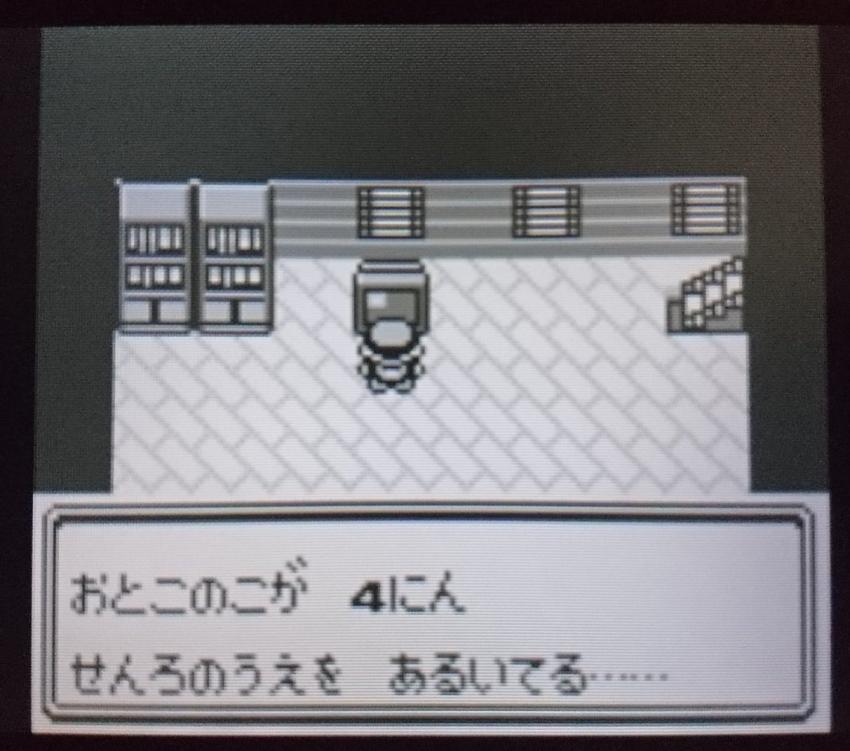 おとこのこが　4にん
せんろのうえを　あるいてる……